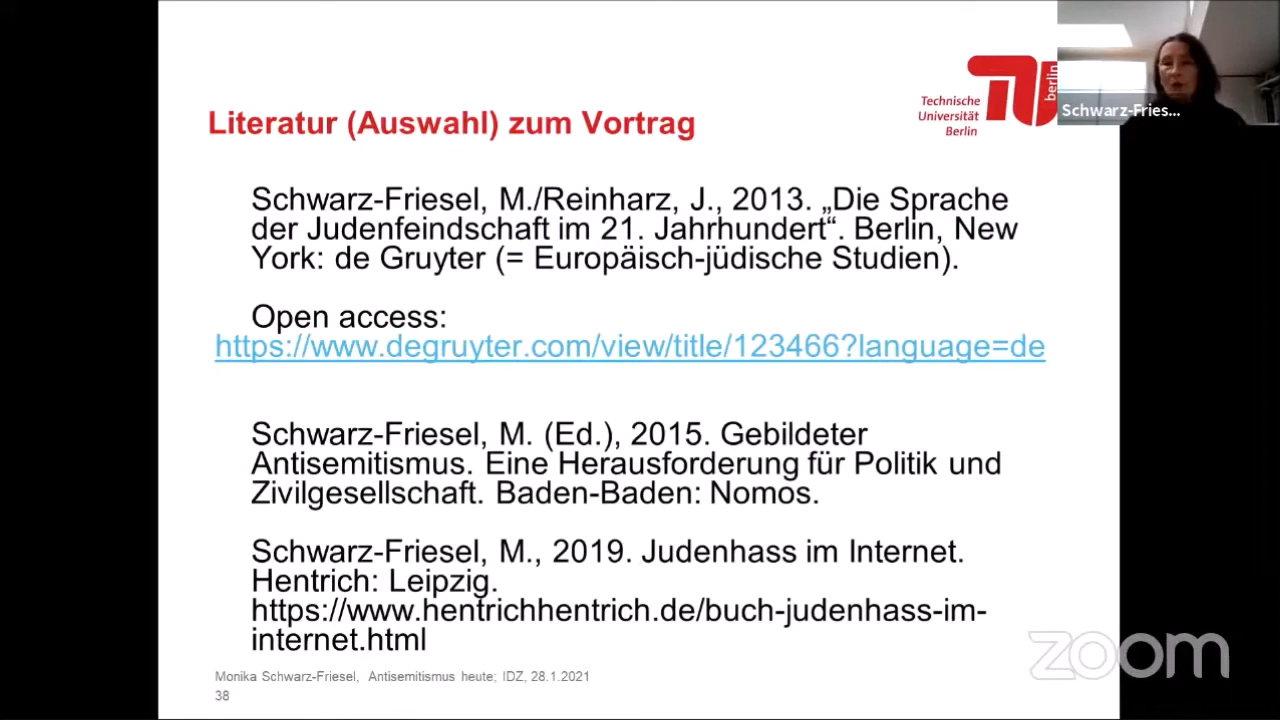 Literatur (Auswahl) zum Vortrag
Technische
Universität
Berlin
berlin
Schwarz-Fries...
Schwarz-Friesel, M./Reinharz, J., 2013. „Die Sprache
der Judenfeindschaft im 21. Jahrhundert“. Berlin, New
York: de Gruyter (= Europäisch-jüdische Studien).
Open access:
https://www.degruyter.com/view/title/123466?language=de
Schwarz-Friesel, M. (Ed.), 2015. Gebildeter
Antisemitismus. Eine Herausforderung für Politik und
Zivilgesellschaft. Baden-Baden: Nomos.
Schwarz-Friesel, M., 2019. Judenhass im Internet.
Hentrich: Leipzig.
https://www.hentrichhentrich.de/buch-judenhass-im-
internet.html
zoom
Monika Schwarz-Friesel, Antisemitismus heute; IDZ, 28.1.2021
38